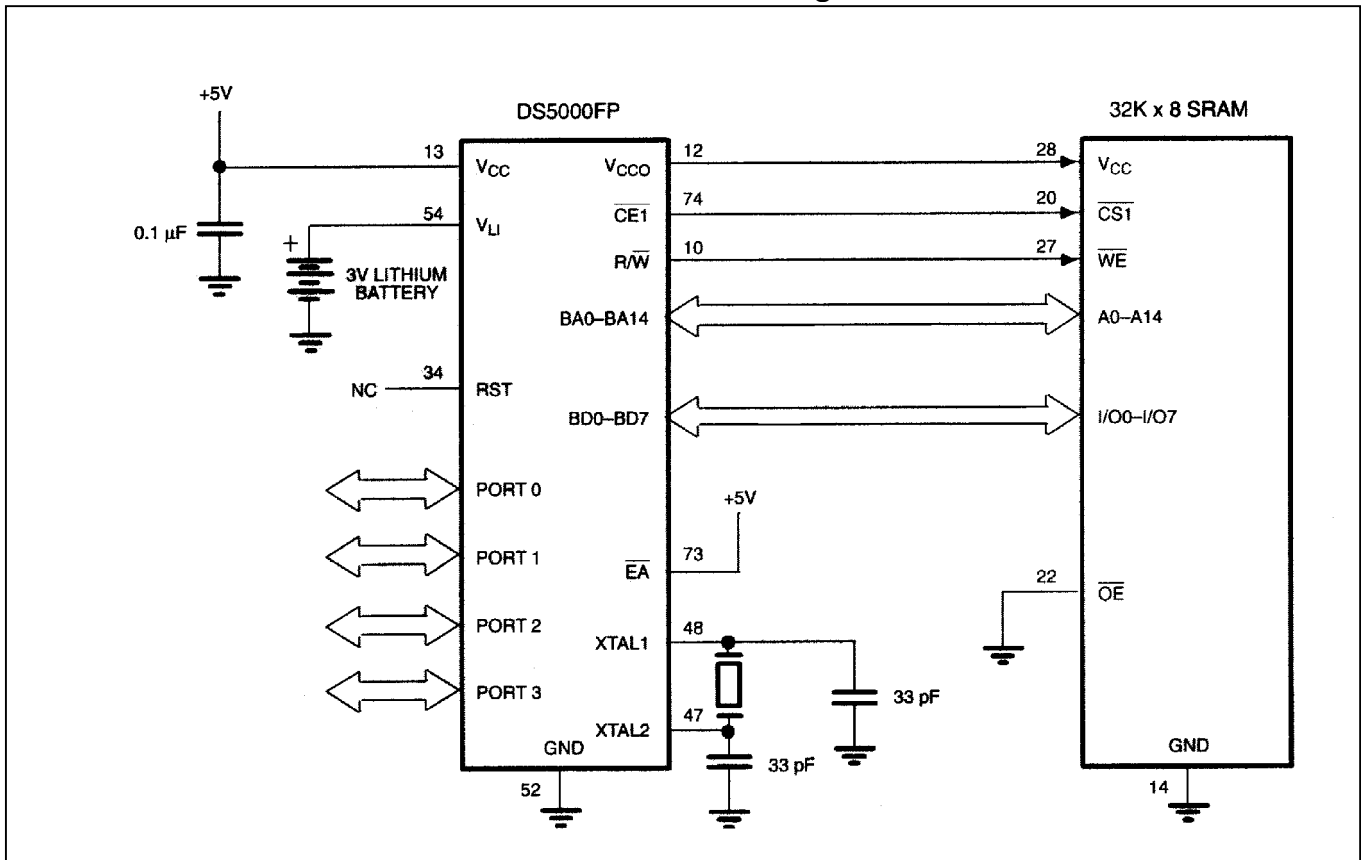 +5V
0.1 µF
+
3V LITHIUM
BATTERY
NC
DS5000FP
13 VCC
54 VLI
34 RST
PORT 0
PORT 1
PORT 2
PORT 3
GND
52
VCCO 12
CE1 74
R/W 10
BA0–BA14
BD0–BD7
+5V
EA 73
XTAL1 48
XTAL2 47
33 pF
33 pF
32K x 8 SRAM
28 VCC
20 CS1
27 WE
A0–A14
I/O0–I/O7
22 OE
GND
14